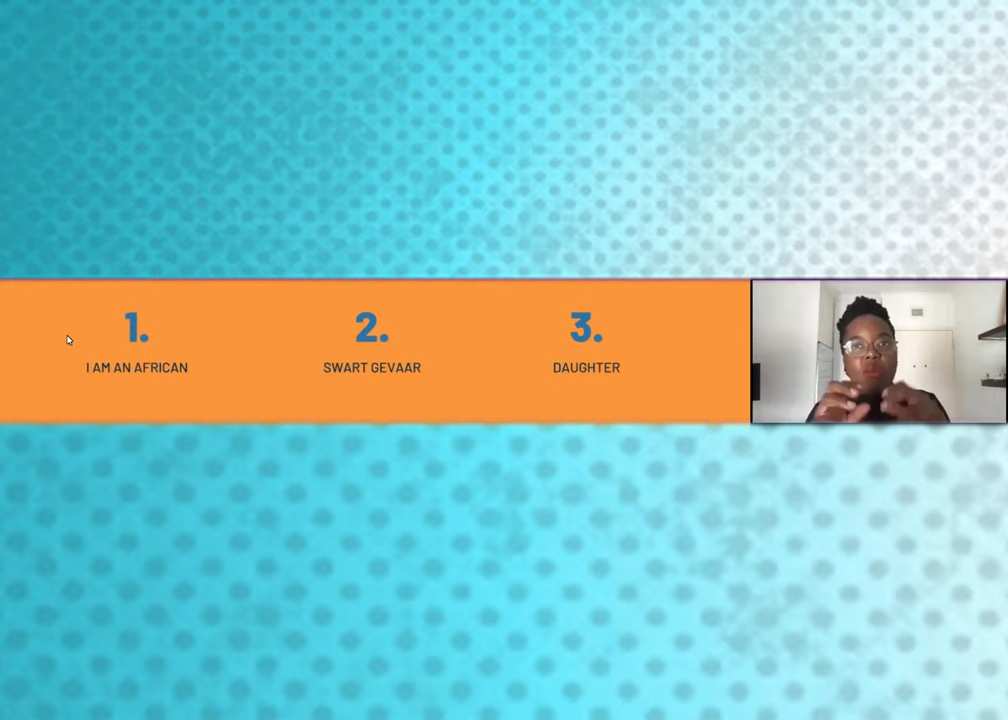 1.
I AM AN AFRICAN
2.
SWART GEVAAR
3.
DAUGHTER